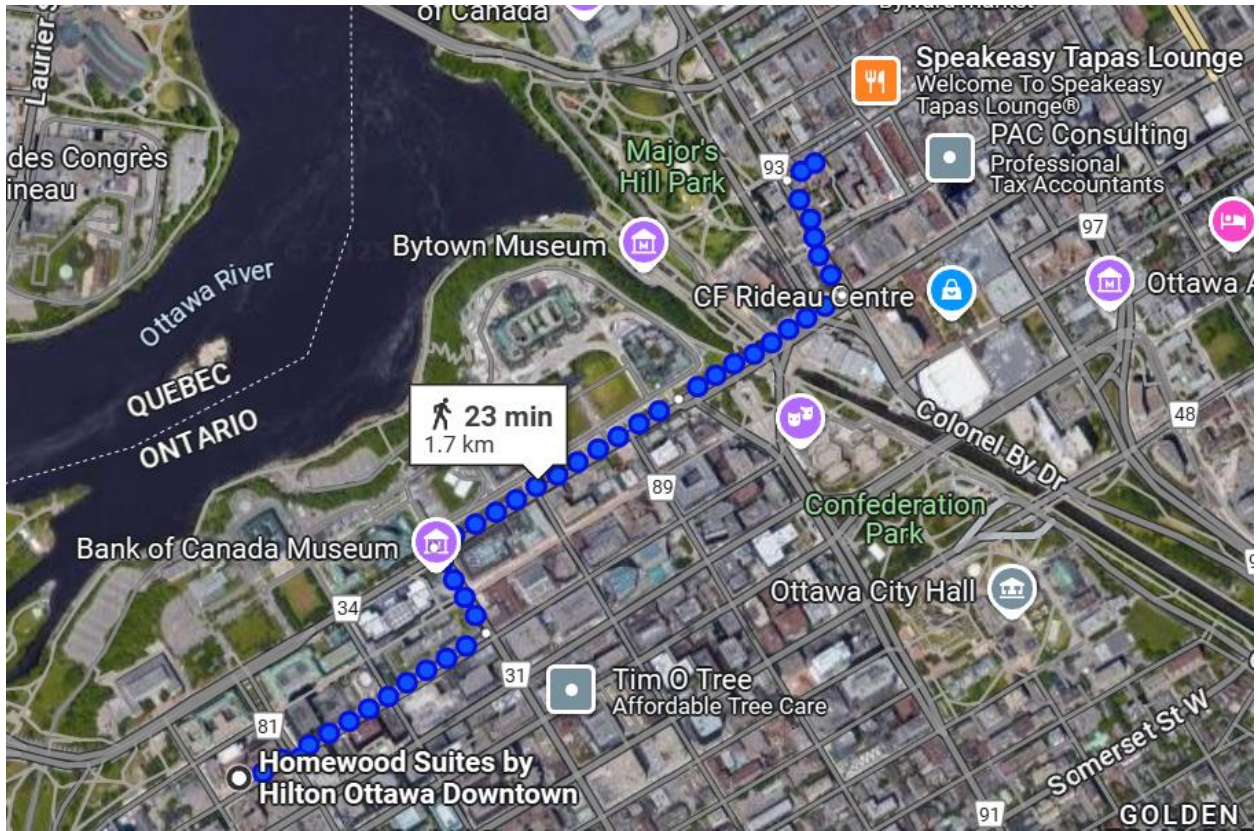 of Canada
Byward Market
Laurier S
Speakeasy Tapas Lounge
Welcome To Speakeasy
Tapas Lounge®
des Congrès
ineau
PAC Consulting
Professional
Tax Accountants
Major's
Hill Park
93
97
Bytown Museum
Ottawa River
CF Rideau Centre
Ottawa A
QUEBEC
ONTARIO
23 min
1.7 km
48
Colonel By Dr
89
Confederation
Park
Bank of Canada Museum
Ottawa City Hall
34
31
Tim O Tree
Affordable Tree Care
81
Homewood Suites by
Hilton Ottawa Downtown
Somerset St W
91
GOLDEN